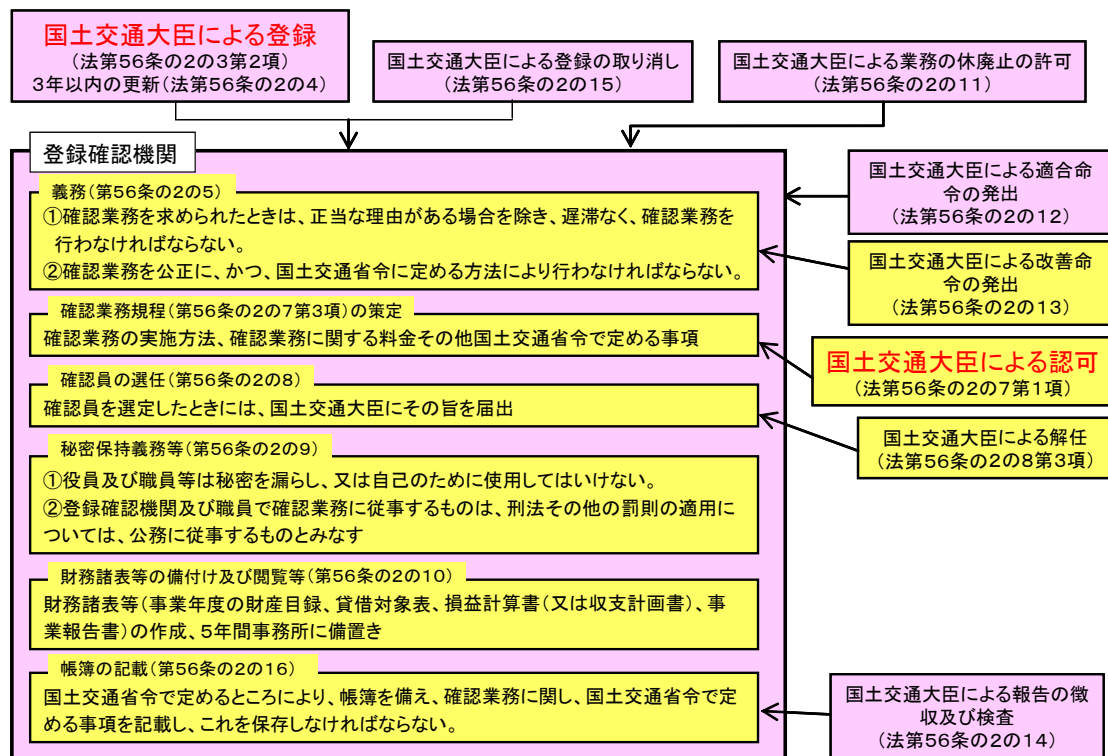 国土交通大臣による登録
(法第56条の2の3第2項)
3年以内の更新(法第56条の2の4)
国土交通大臣による登録の取り消し
(法第56条の2の15)
国土交通大臣による業務の休廃止の許可
(法第56条の2の11)
登録確認機関
義務(第56条の2の5)
①確認業務を求められたときは、正当な理由がある場合を除き、遅滞なく、確認業務を
行わなければならない。
②確認業務を公正に、かつ、国土交通省令に定める方法により行わなければならない。
確認業務規程(第56条の2の7第3項)の策定
確認業務の実施方法、確認業務に関する料金その他国土交通省令で定める事項
確認員の選任(第56条の2の8)
確認員を選定したときには、国土交通大臣にその旨を届出
秘密保持義務等(第56条の2の9)
①役員及び職員等は秘密を漏らし、又は自己のために使用してはいけない。
②登録確認機関及び職員で確認業務に従事するものは、刑法その他の罰則の適用に
ついては、公務に従事するものとみなす
財務諸表等の備付け及び閲覧等(第56条の2の10)
財務諸表等(事業年度の財産目録、貸借対象表、損益計算書(又は収支計画書)、事
業報告書)の作成、5年間事務所に備置き
帳簿の記載(第56条の2の16)
国土交通省令で定めるところにより、帳簿を備え、確認業務に関し、国土交通省令で定
める事項を記載し、これを保存しなければならない。
国土交通大臣による適合命
令の発出
(法第56条の2の12)
国土交通大臣による改善命
令の発出
(法第56条の2の13)
国土交通大臣による認可
(法第56条の2の7第1項)
国土交通大臣による解任
(法第56条の2の8第3項)
国土交通大臣による報告の徴
収及び検査
(法第56条の2の14)